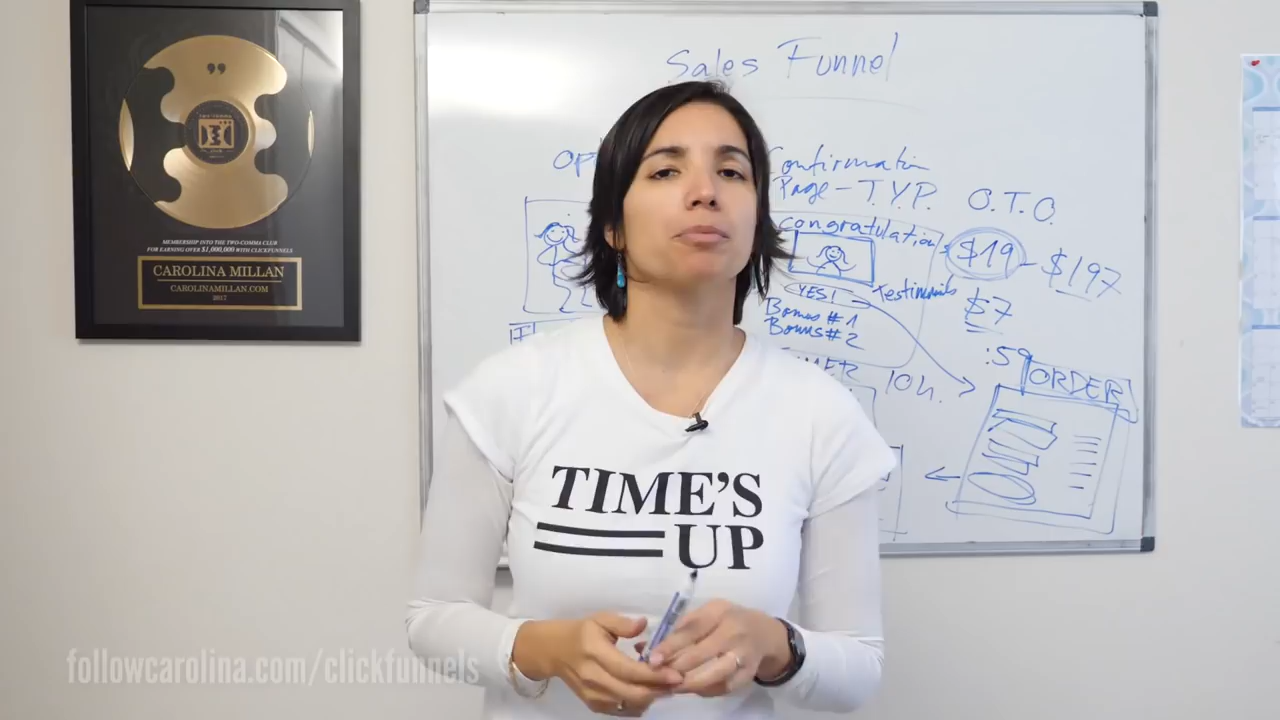 ”
MEMBERSHIP INTO THE TWO-COMMA CLUB
FOR EARNING OVER $1,000,000 WITH CLICKFUNNELS
CAROLINA MILLAN
CAROLINAMILLAN.COM
2017
Sales Funnel
Confirmation
Page - T.Y.P.
O.T.O.
congratulations
$19 - $197
YES!
Testimonials
$7
Bonus #1
Bonus #2
:59
ORDER
10h.
TIME'S
UP
followcarolina.com/clickfunnels